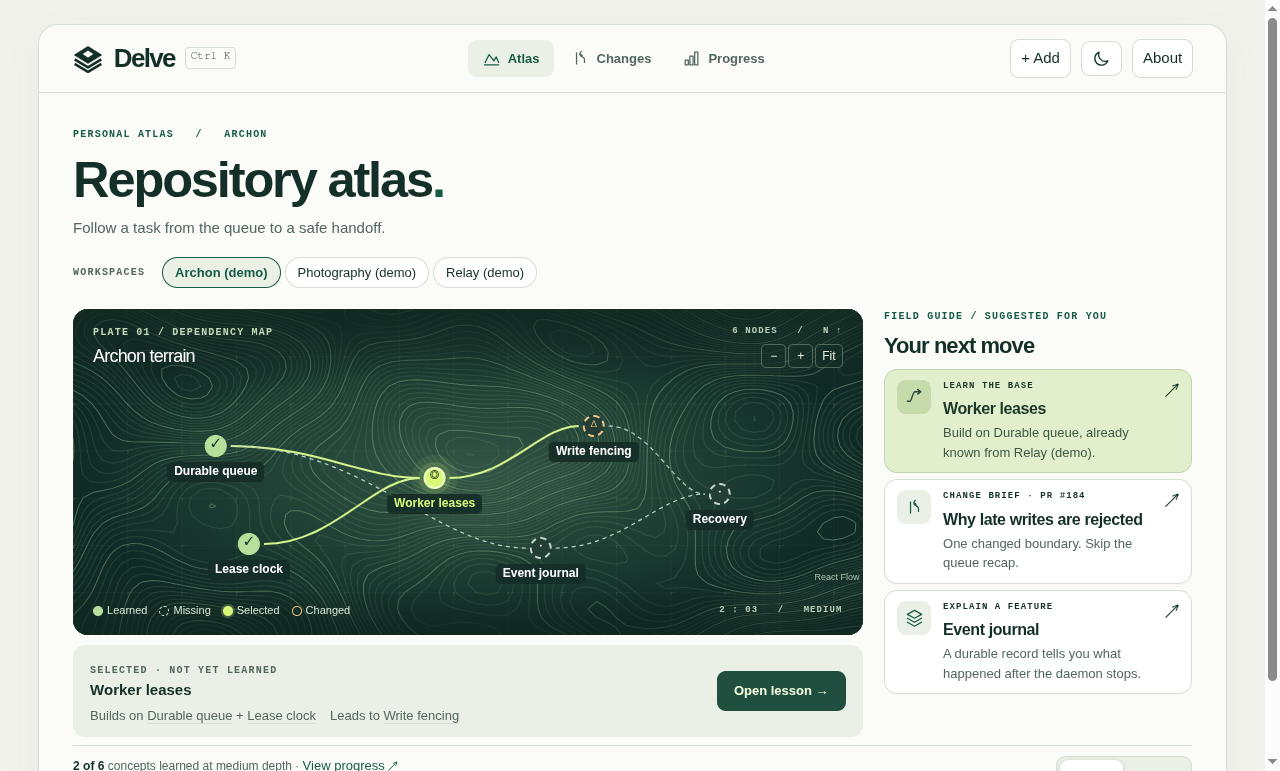 Delve
Ctrl K
Atlas
Changes
Progress
+ Add
About
PERSONAL ATLAS / ARCHON
Repository atlas.
Follow a task from the queue to a safe handoff.
WORKSPACES
Archon (demo)
Photography (demo)
Relay (demo)
PLATE 01 / DEPENDENCY MAP
Archon terrain
6 NODES / N ↑
− + Fit
Durable queue
Worker leases
Lease clock
Write fencing
Recovery
Event journal
React Flow
Learned
Missing
Selected
Changed
2 : 03 / MEDIUM
SELECTED · NOT YET LEARNED
Worker leases
Builds on Durable queue + Lease clock Leads to Write fencing
Open lesson →
FIELD GUIDE / SUGGESTED FOR YOU
Your next move
LEARN THE BASE
Worker leases
Build on Durable queue, already
known from Relay (demo).
CHANGE BRIEF · PR #184
Why late writes are rejected
One changed boundary. Skip the
queue recap.
EXPLAIN A FEATURE
Event journal
A durable record tells you what
happened after the daemon stops.
2 of 6 concepts learned at medium depth · View progress